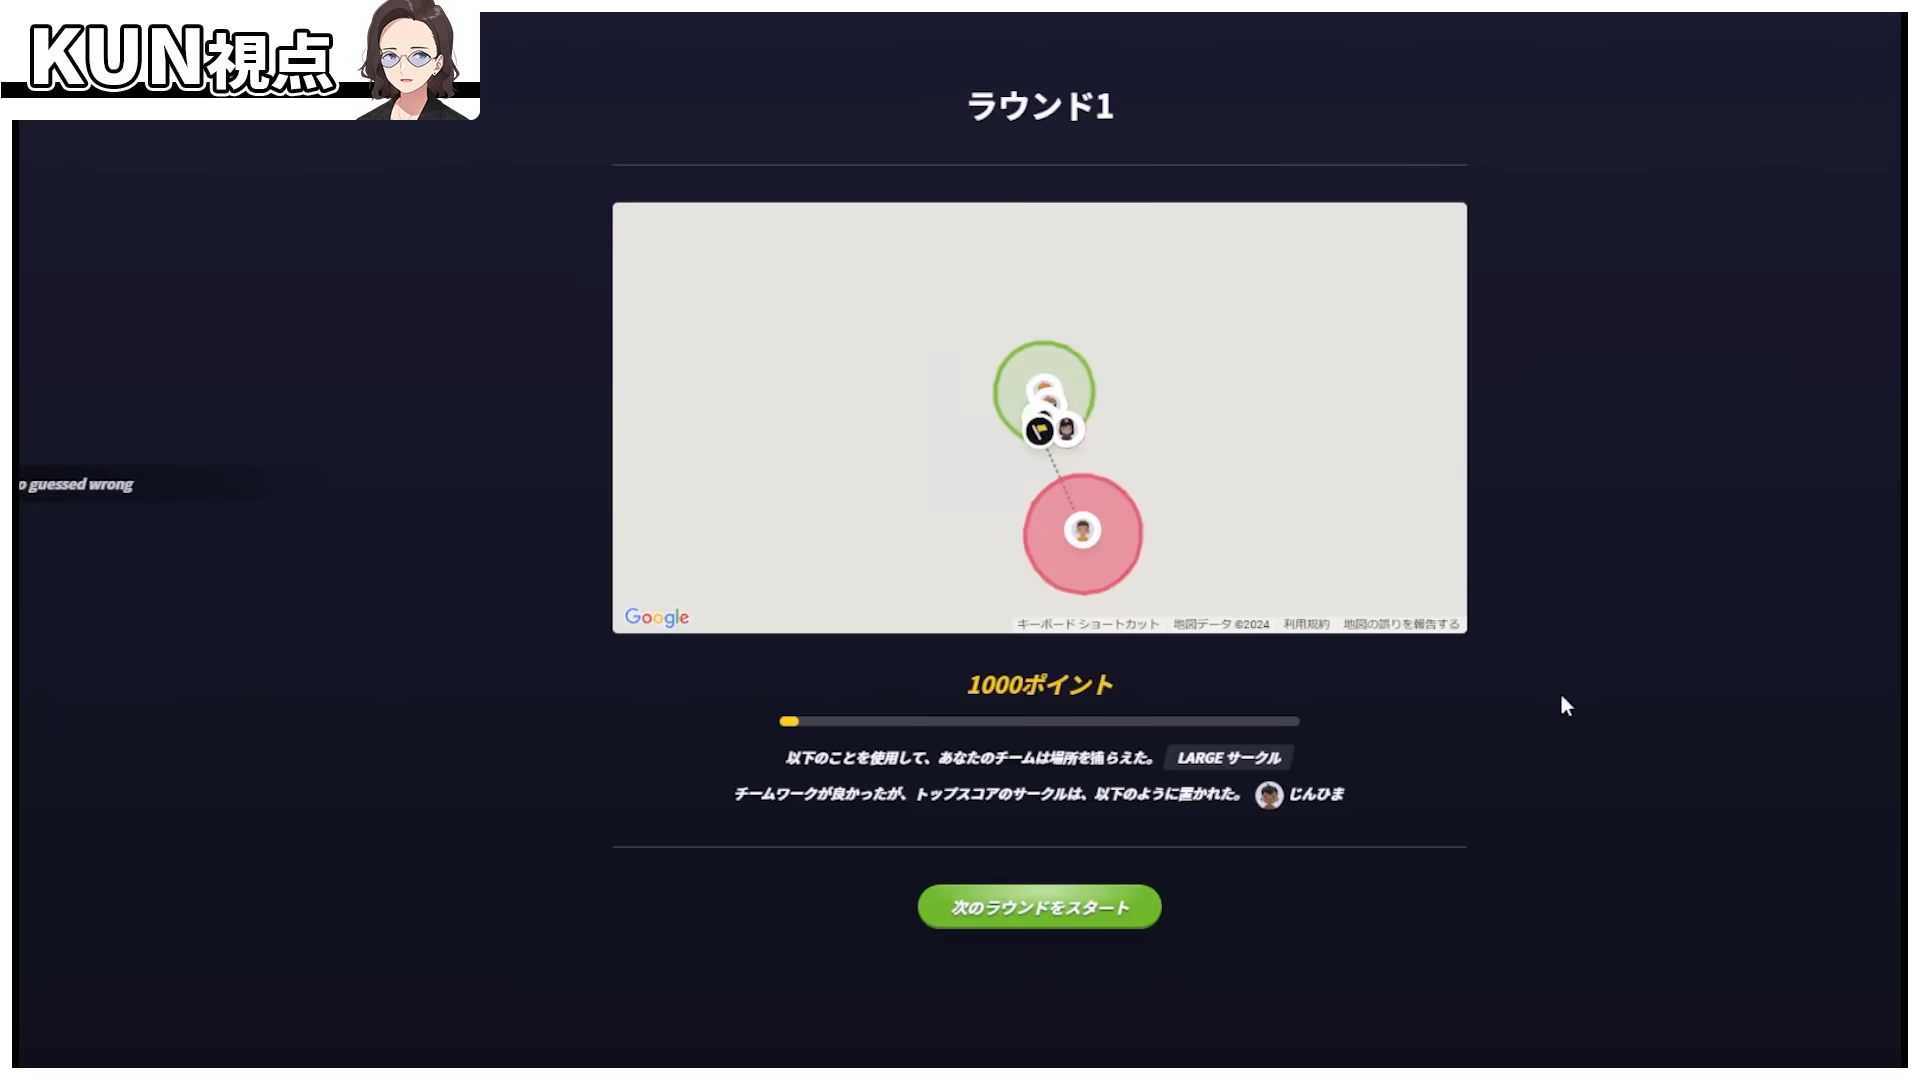 KUN視点
ラウンド1
o guessed wrong
Google
キーボード ショートカット 地図データ ©2024 利用規約 地図の誤りを報告する
1000ポイント
以下のことを使用して、あなたのチームは場所を捕らえた。 LARGE サークル
チームワークが良かったが、トップスコアのサークルは、以下のように置かれた。 じんひま
次のラウンドをスタート